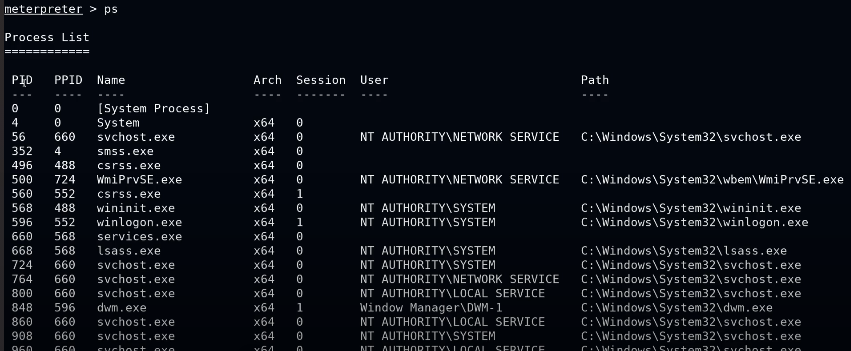 meterpreter > ps
Process List
============
PID PPID Name Arch Session User Path
--- ---- ---- ---- ------- ---- ----
0 0 [System Process]
4 0 System x64 0
56 660 svchost.exe x64 0 NT AUTHORITY\NETWORK SERVICE C:\Windows\System32\svchost.exe
352 4 smss.exe x64 0
496 488 csrss.exe x64 0
500 724 WmiPrvSE.exe x64 0 NT AUTHORITY\NETWORK SERVICE C:\Windows\System32\wbem\WmiPrvSE.exe
560 552 csrss.exe x64 1
568 488 wininit.exe x64 0 NT AUTHORITY\SYSTEM C:\Windows\System32\wininit.exe
596 552 winlogon.exe x64 1 NT AUTHORITY\SYSTEM C:\Windows\System32\winlogon.exe
660 568 services.exe x64 0
668 568 lsass.exe x64 0 NT AUTHORITY\SYSTEM C:\Windows\System32\lsass.exe
724 660 svchost.exe x64 0 NT AUTHORITY\SYSTEM C:\Windows\System32\svchost.exe
764 660 svchost.exe x64 0 NT AUTHORITY\NETWORK SERVICE C:\Windows\System32\svchost.exe
800 660 svchost.exe x64 0 NT AUTHORITY\LOCAL SERVICE C:\Windows\System32\svchost.exe
848 596 dwm.exe x64 1 Window Manager\DWM-1 C:\Windows\System32\dwm.exe
860 660 svchost.exe x64 0 NT AUTHORITY\LOCAL SERVICE C:\Windows\System32\svchost.exe
908 660 svchost.exe x64 0 NT AUTHORITY\SYSTEM C:\Windows\System32\svchost.exe
960 660 svchost.exe x64 0 NT AUTHORITY\LOCAL SERVICE C:\Windows\System32\svchost.exe